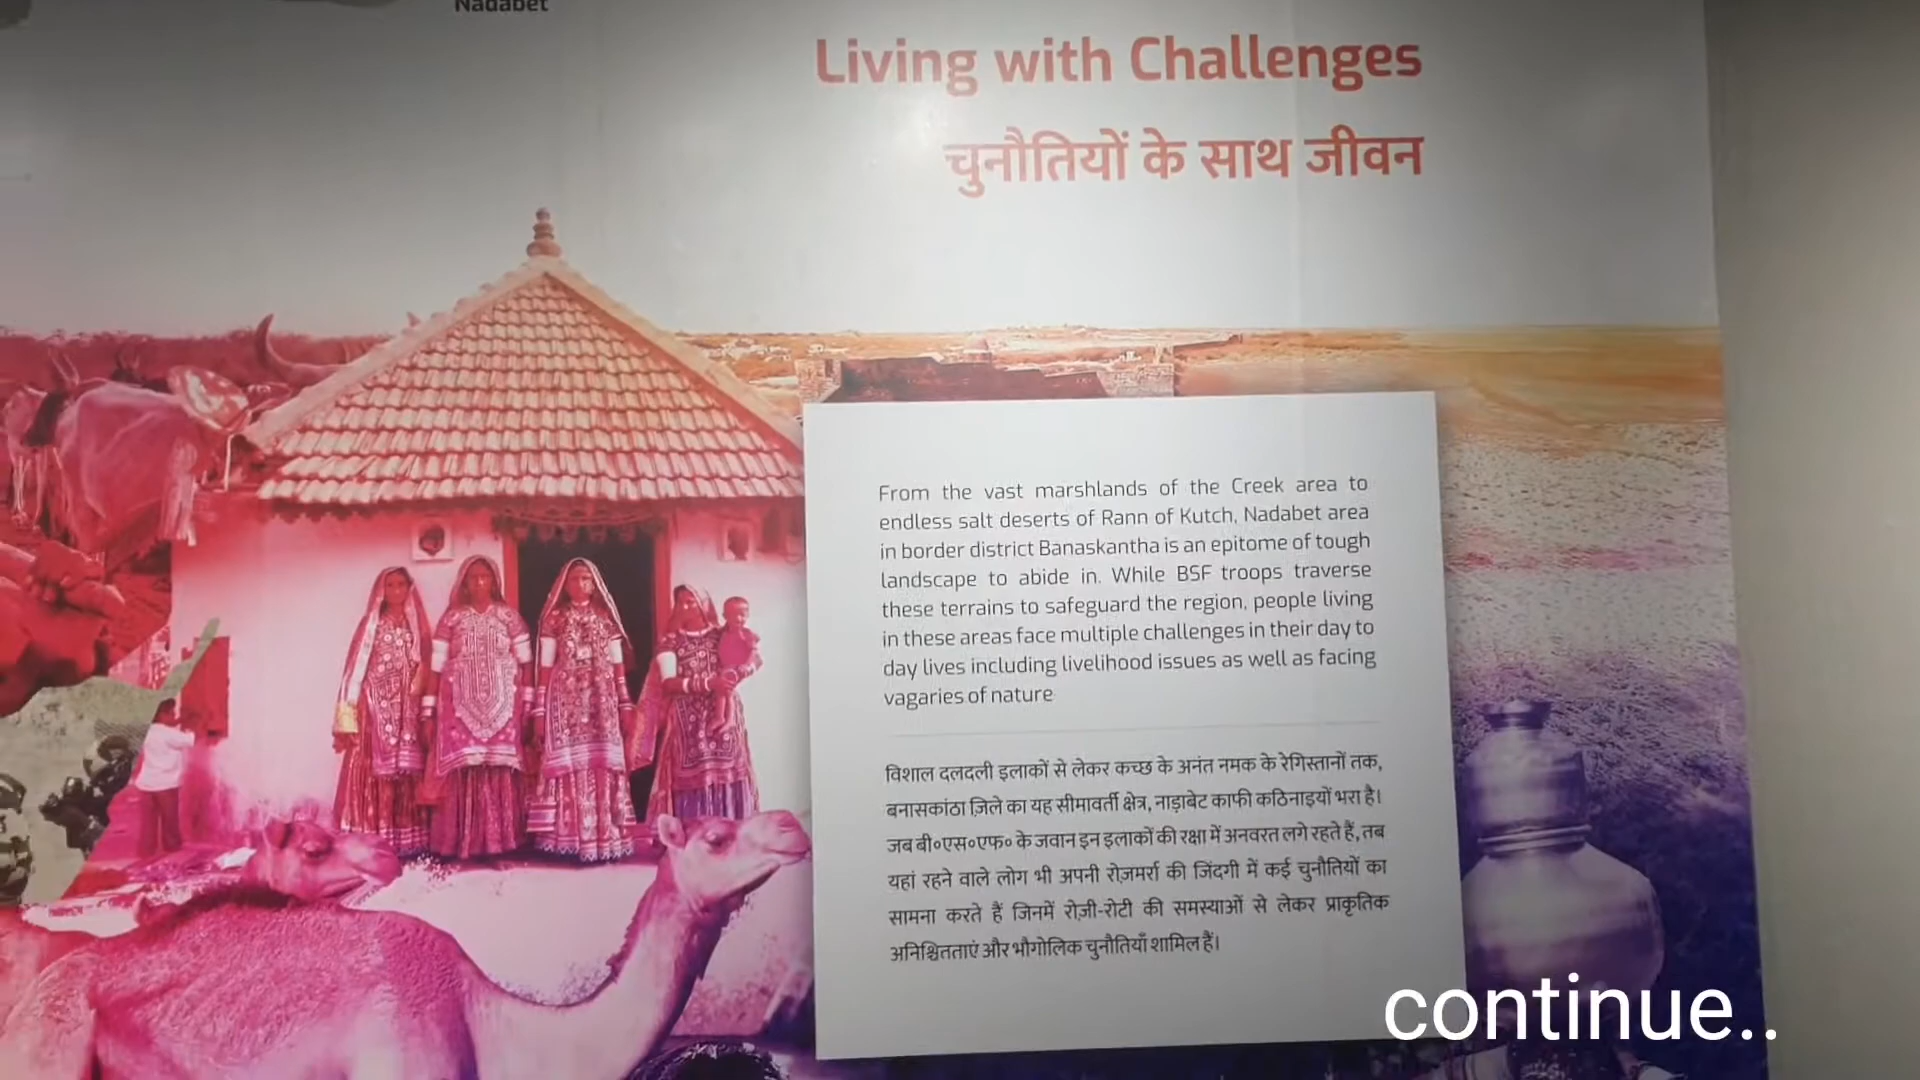 Nadabet
Living with Challenges
चुनौतियों के साथ जीवन
From the vast marshlands of the Creek area to
endless salt deserts of Rann of Kutch, Nadabet area
in border district Banaskantha is an epitome of tough
landscape to abide in. While BSF troops traverse
these terrains to safeguard the region, people living
in these areas face multiple challenges in their day to
day lives including livelihood issues as well as facing
vagaries of nature
विशाल दलदली इलाकों से लेकर कच्छ के अनंत नमक के रेगिस्तानों तक,
बनासकांठा ज़िले का यह सीमावर्ती क्षेत्र, नाड़ाबेट काफी कठिनाइयों भरा है।
जब बी०एस०एफ० के जवान इन इलाकों की रक्षा में अनवरत लगे रहते हैं, तब
यहां रहने वाले लोग भी अपनी रोज़मर्रा की जिंदगी में कई चुनौतियों का
सामना करते हैं जिनमें रोज़ी-रोटी की समस्याओं से लेकर प्राकृतिक
अनिश्चितताएं और भौगोलिक चुनौतियाँ शामिल हैं।
continue..